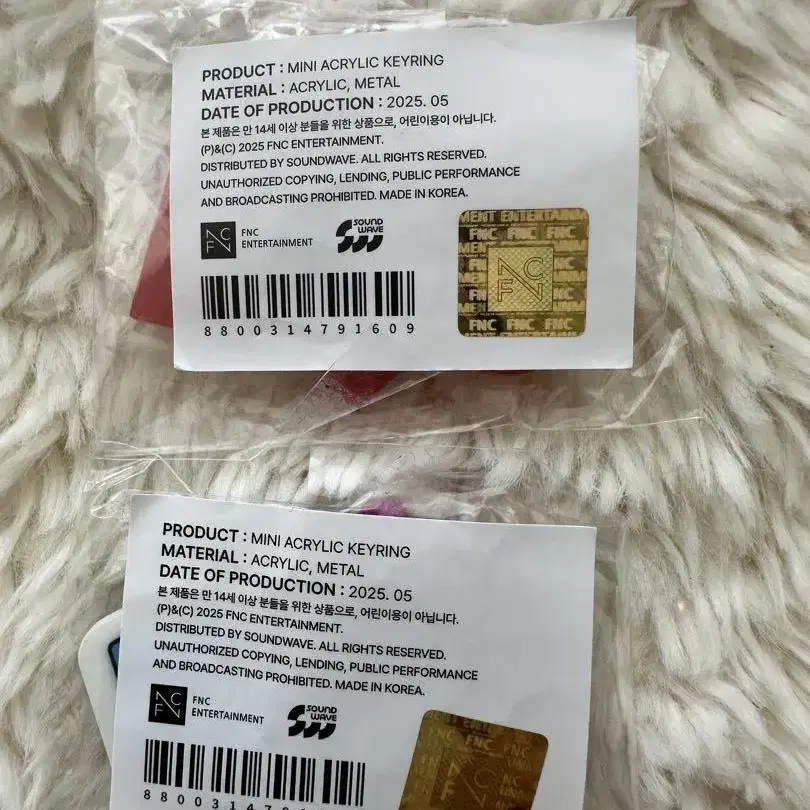 PRODUCT : MINI ACRYLIC KEYRING
MATERIAL : ACRYLIC, METAL
DATE OF PRODUCTION : 2025. 05
본 제품은 만 14세 이상 분들을 위한 상품으로, 어린이용이 아닙니다.
(P)&(C) 2025 FNC ENTERTAINMENT.
DISTRIBUTED BY SOUNDWAVE. ALL RIGHTS RESERVED.
UNAUTHORIZED COPYING, LENDING, PUBLIC PERFORMANCE
AND BROADCASTING PROHIBITED. MADE IN KOREA.
FNC
ENTERTAINMENT
SOUND
WAVE
FNC FNC FNC
FNC FNC FNC
8800314791609
PRODUCT : MINI ACRYLIC KEYRING
MATERIAL : ACRYLIC, METAL
DATE OF PRODUCTION : 2025. 05
본 제품은 만 14세 이상 분들을 위한 상품으로, 어린이용이 아닙니다.
(P)&(C) 2025 FNC ENTERTAINMENT.
DISTRIBUTED BY SOUNDWAVE. ALL RIGHTS RESERVED.
UNAUTHORIZED COPYING, LENDING, PUBLIC PERFORMANCE
AND BROADCASTING PROHIBITED. MADE IN KOREA.
FNC
ENTERTAINMENT
SOUND
WAVE
FNC